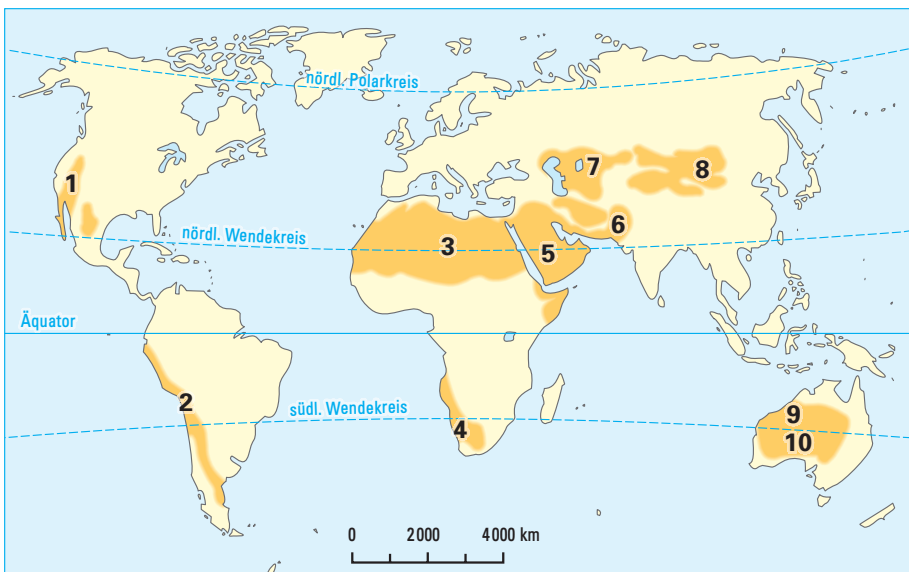 nördl. Polarkreis
7
8
1
6
nördl. Wendekreis
3
5
Äquator
2
südl. Wendekreis
9
4
10
0 2000 4000 km